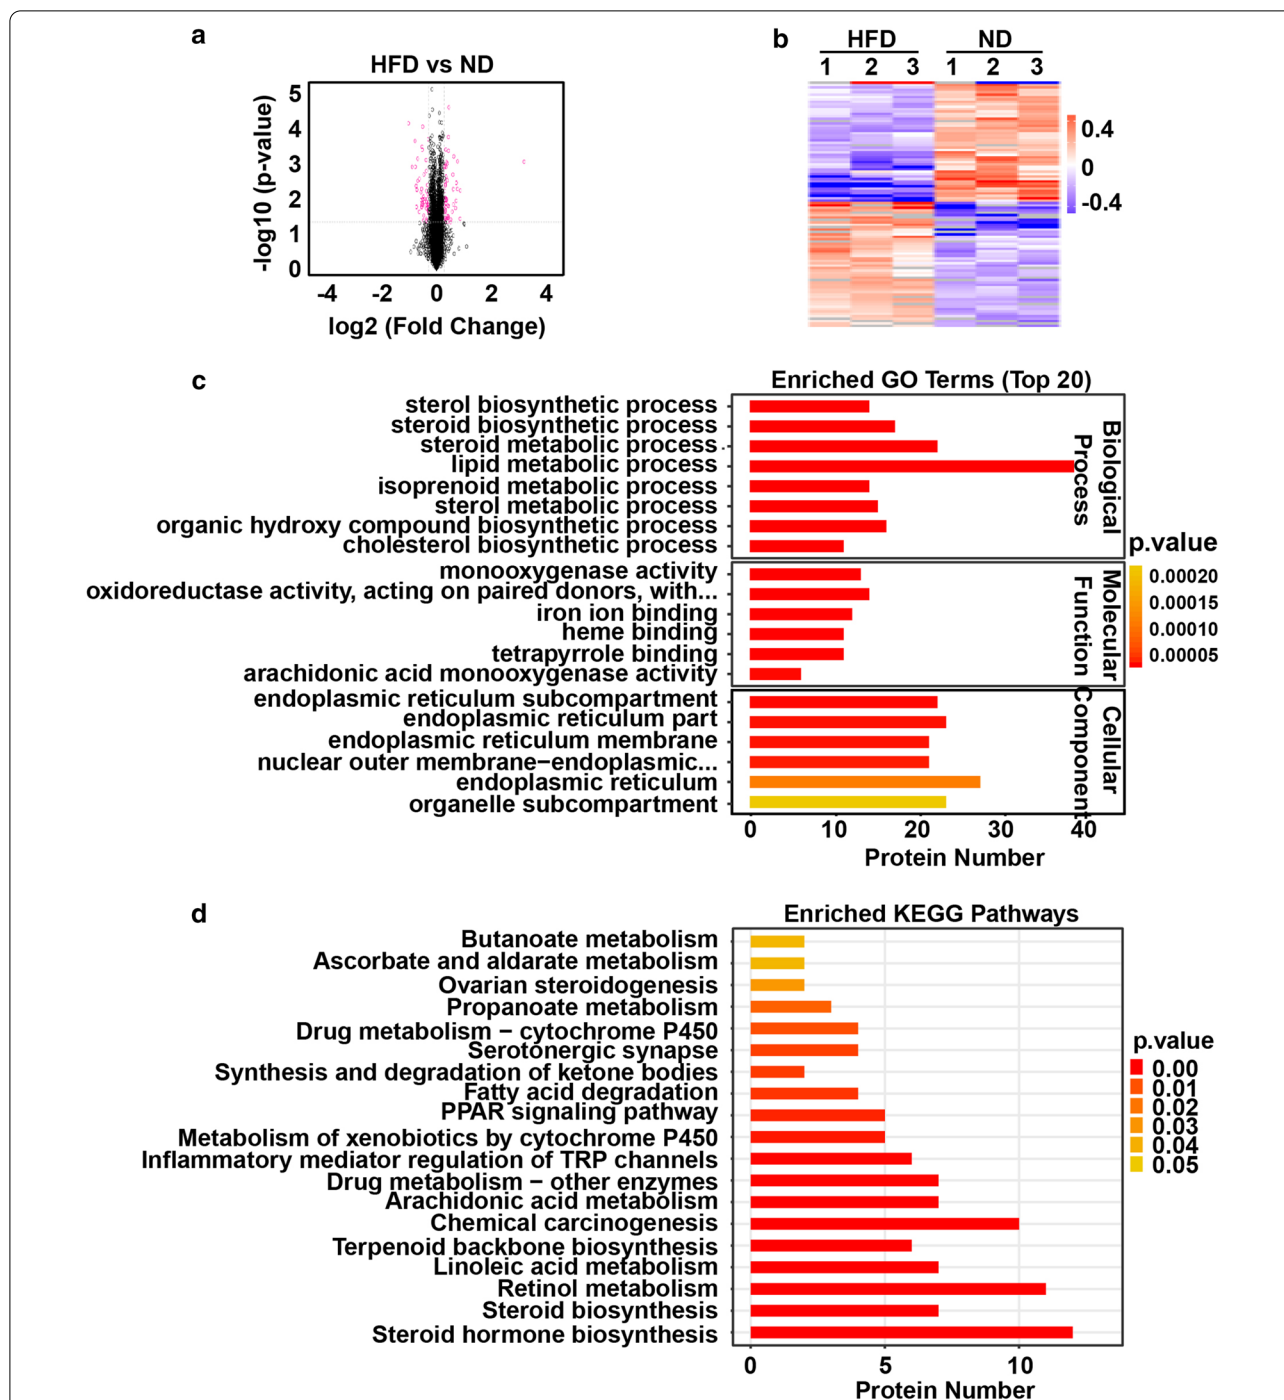 a
HFD vs ND
-log10 (p-value)
5
4
3
2
1
0
-4 -2 0 2 4
log2 (Fold Change)
b
HFD ND
1 2 3 1 2 3
0.4
0
-0.4
c
Enriched GO Terms (Top 20)
sterol biosynthetic process
steroid biosynthetic process
steroid metabolic process
lipid metabolic process
isoprenoid metabolic process
sterol metabolic process
organic hydroxy compound biosynthetic process
cholesterol biosynthetic process
Biological
Process
monooxygenase activity
oxidoreductase activity, acting on paired donors, with...
iron ion binding
heme binding
tetrapyrrole binding
arachidonic acid monooxygenase activity
Molecular
Function
endoplasmic reticulum subcompartment
endoplasmic reticulum part
endoplasmic reticulum membrane
nuclear outer membrane−endoplasmic...
endoplasmic reticulum
organelle subcompartment
Cellular
Component
0 10 20 30 40
Protein Number
p.value
0.00020
0.00015
0.00010
0.00005
d
Enriched KEGG Pathways
Butanoate metabolism
Ascorbate and aldarate metabolism
Ovarian steroidogenesis
Propanoate metabolism
Drug metabolism − cytochrome P450
Serotonergic synapse
Synthesis and degradation of ketone bodies
Fatty acid degradation
PPAR signaling pathway
Metabolism of xenobiotics by cytochrome P450
Inflammatory mediator regulation of TRP channels
Drug metabolism − other enzymes
Arachidonic acid metabolism
Chemical carcinogenesis
Terpenoid backbone biosynthesis
Linoleic acid metabolism
Retinol metabolism
Steroid biosynthesis
Steroid hormone biosynthesis
0 5 10
Protein Number
p.value
0.00
0.01
0.02
0.03
0.04
0.05